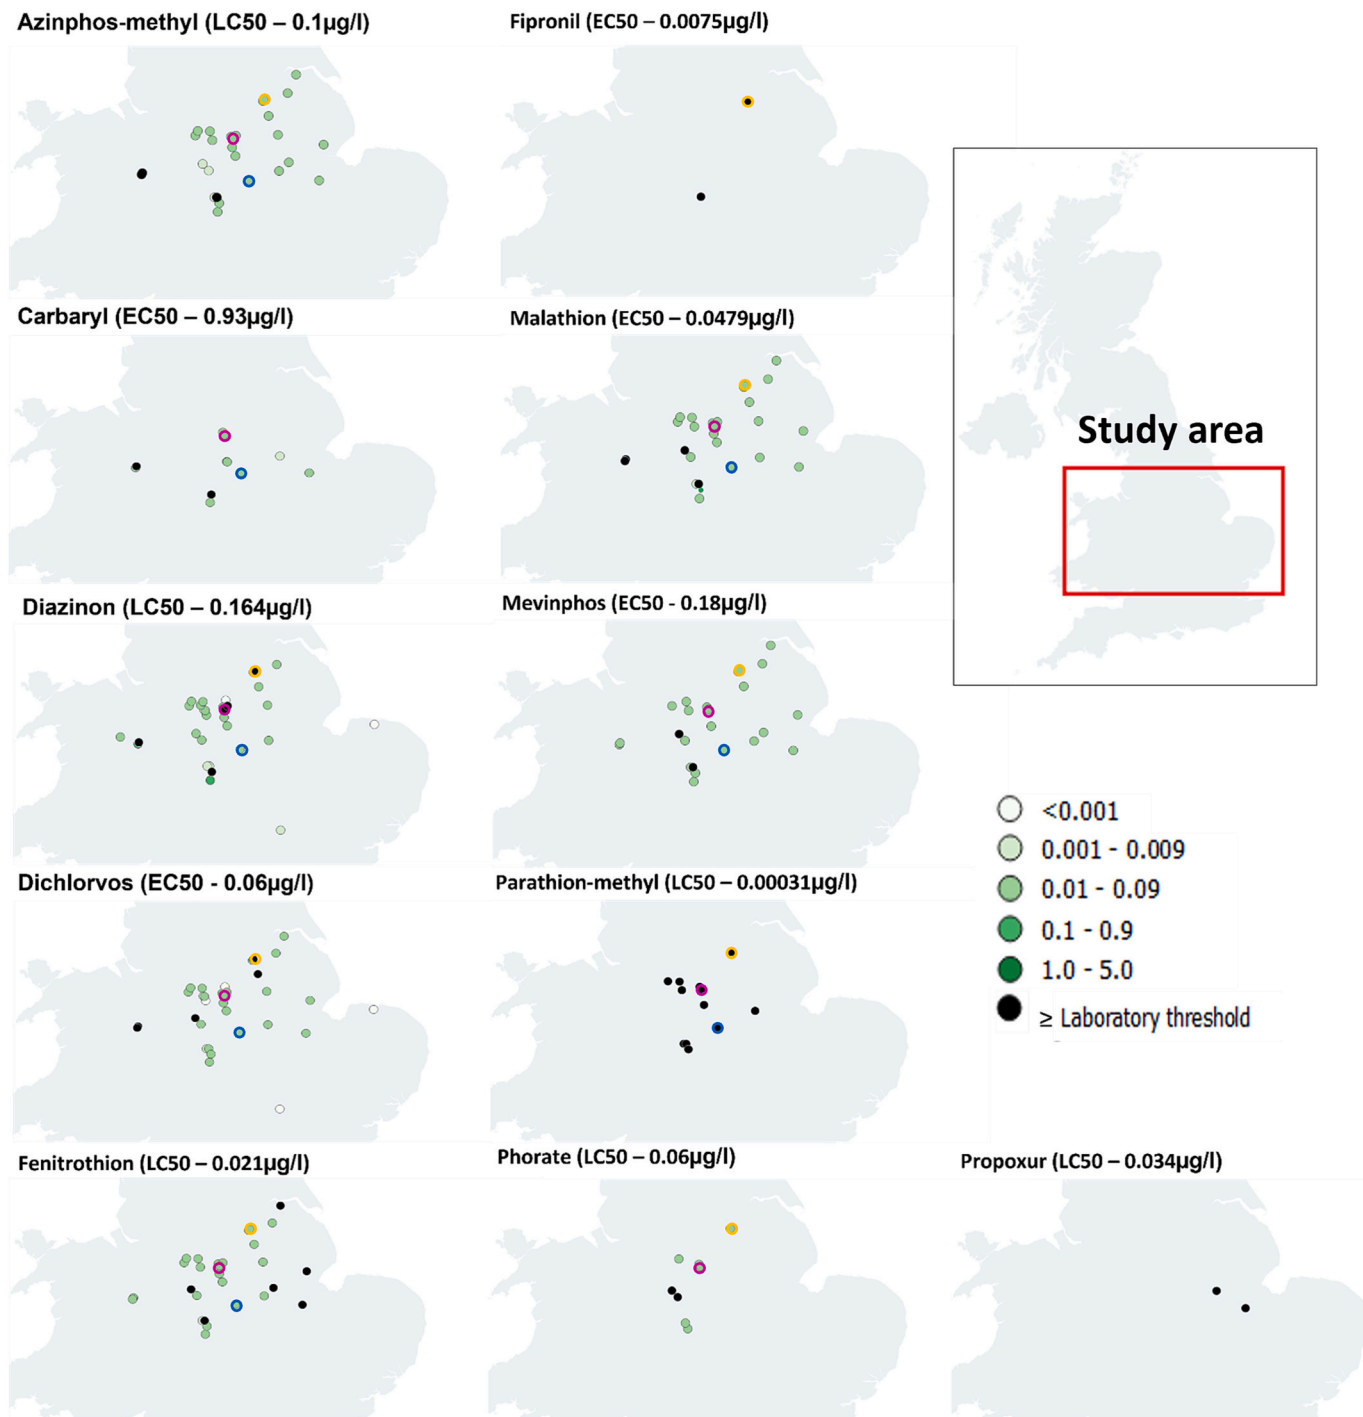 Azinphos-methyl (LC50 – 0.1µg/l)
Fipronil (EC50 – 0.0075µg/l)
Carbaryl (EC50 – 0.93µg/l)
Malathion (EC50 – 0.0479µg/l)
Study area
Diazinon (LC50 – 0.164µg/l)
Mevinphos (EC50 - 0.18µg/l)
<0.001
0.001 - 0.009
0.01 - 0.09
0.1 - 0.9
1.0 - 5.0
≥ Laboratory threshold
Dichlorvos (EC50 - 0.06µg/l)
Parathion-methyl (LC50 – 0.00031µg/l)
Fenitrothion (LC50 – 0.021µg/l)
Phorate (LC50 – 0.06µg/l)
Propoxur (LC50 – 0.034µg/l)